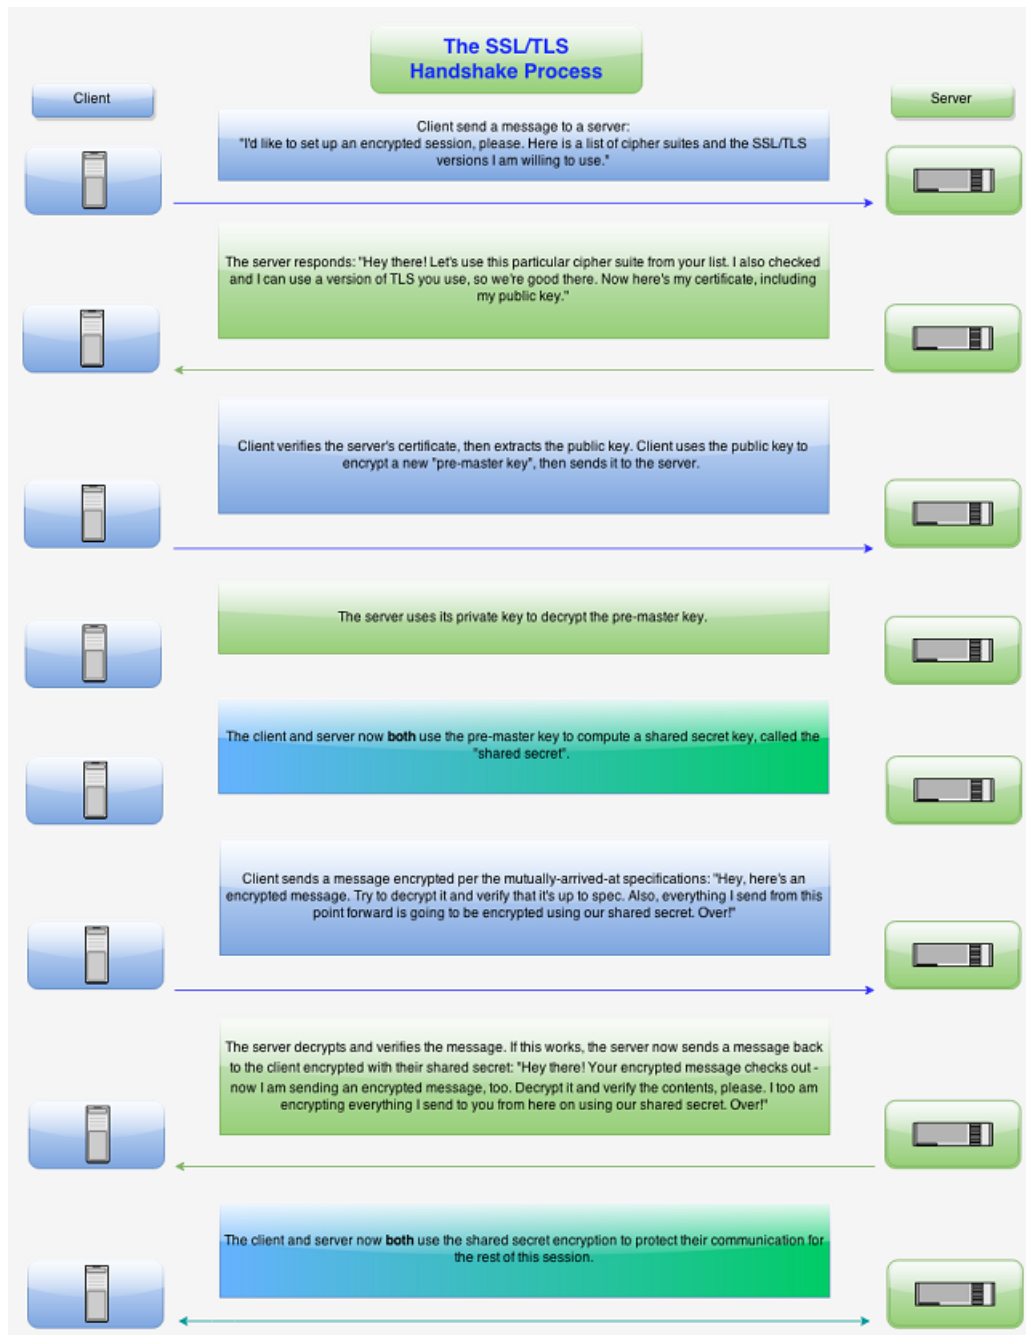 The SSL/TLS
Handshake Process
Client
Server
Client send a message to a server:
"I'd like to set up an encrypted session, please. Here is a list of cipher suites and the SSL/TLS
versions I am willing to use."
The server responds: "Hey there! Let's use this particular cipher suite from your list. I also checked
and I can use a version of TLS you use, so we're good there. Now here's my certificate, including
my public key."
Client verifies the server's certificate, then extracts the public key. Client uses the public key to
encrypt a new "pre-master key", then sends it to the server.
The server uses its private key to decrypt the pre-master key.
The client and server now both use the pre-master key to compute a shared secret key, called the
"shared secret".
Client sends a message encrypted per the mutually-arrived-at specifications: "Hey, here's an
encrypted message. Try to decrypt it and verify that it's up to spec. Also, everything I send from this
point forward is going to be encrypted using our shared secret. Over!"
The server decrypts and verifies the message. If this works, the server now sends a message back
to the client encrypted with their shared secret: "Hey there! Your encrypted message checks out -
now I am sending an encrypted message, too. Decrypt it and verify the contents, please. I too am
encrypting everything I send to you from here on using our shared secret. Over!"
The client and server now both use the shared secret encryption to protect their communication for
the rest of this session.